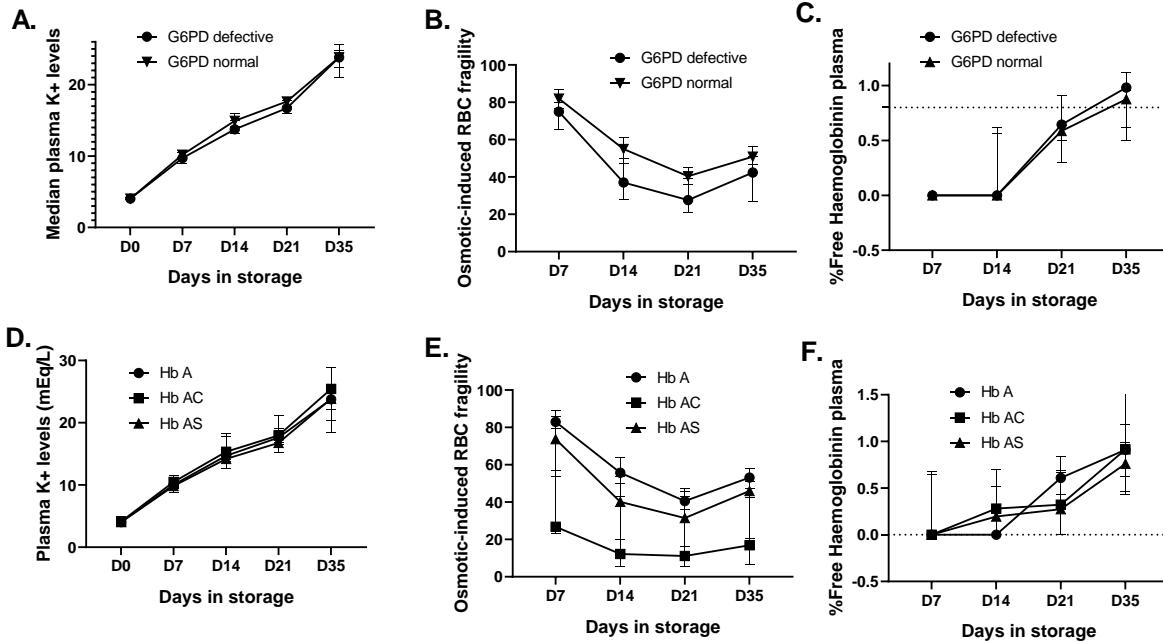 A.
G6PD defective
G6PD normal
Median plasma K+ levels
20
10
0
D0 D7 D14 D21 D35
Days in storage
B.
G6PD defective
G6PD normal
Osmotic-induced RBC fragility
100
80
60
40
20
0
D7 D14 D21 D35
Days in storage
C.
G6PD defective
G6PD normal
%Free Haemoglobinin plasma
1.0
0.5
0.0
-0.5
D7 D14 D21 D35
Days in storage
D.
Hb A
Hb AC
Hb AS
Plasma K+ levels (mEq/L)
30
20
10
0
D0 D7 D14 D21 D35
Days in storage
E.
Hb A
Hb AC
Hb AS
Osmotic-induced RBC fragility
100
80
60
40
20
0
D7 D14 D21 D35
Days in storage
F.
Hb A
Hb AC
Hb AS
%Free Haemoglobinin plasma
1.5
1.0
0.5
0.0
-0.5
D7 D14 D21 D35
Days in storage